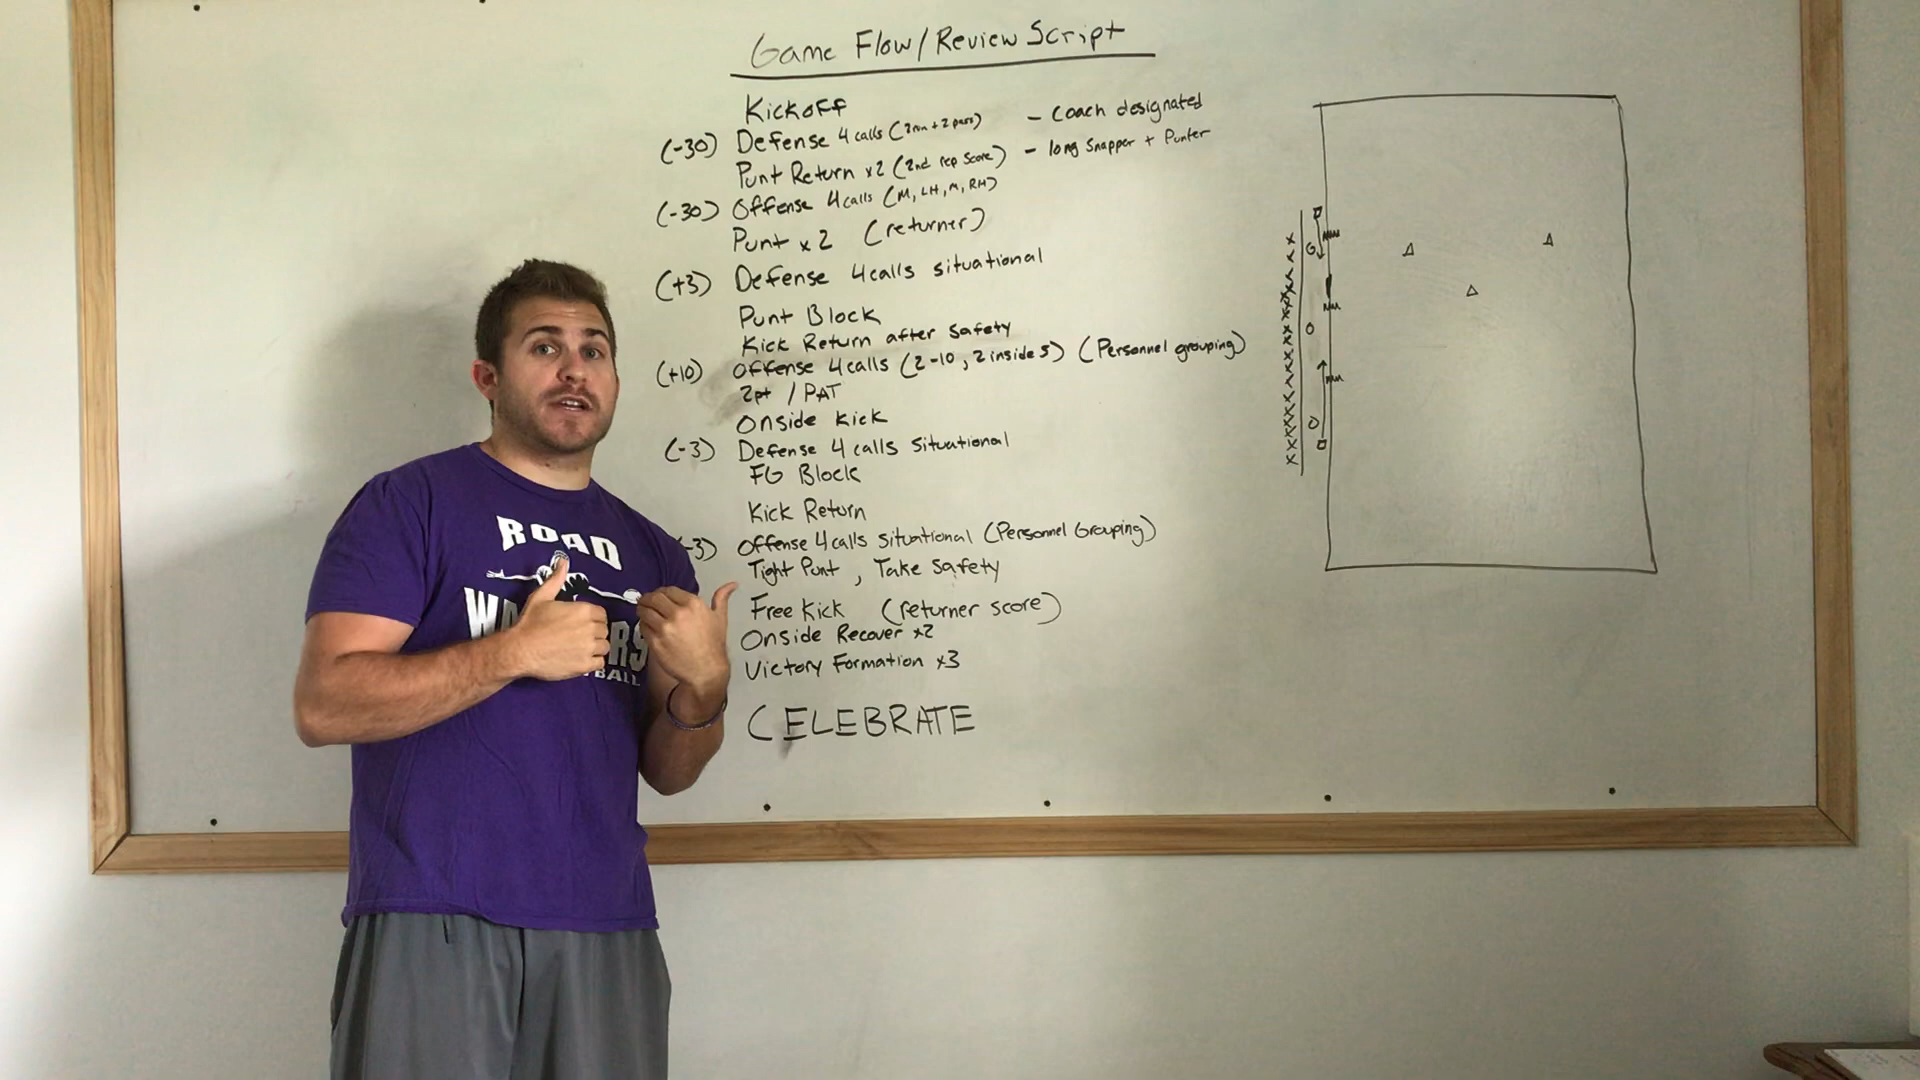 Game Flow/Review Script
Kickoff
(-30) Defense 4 calls (2run + 2 pass) - Coach designated
Punt Return x2 (2nd rep score) - long snapper + Punter
(-30) Offense 4 calls (M, LH, M, RH)
Punt x2 (returner)
(+3) Defense 4 calls situational
Punt Block
Kick Return after safety
(+10) Offense 4 calls (2-10, 2 inside 5) (Personnel grouping)
2pt / PAT
Onside Kick
(-3) Defense 4 calls situational
FG Block
Kick Return
-3) Offense 4 calls situational (Personnel Grouping)
Tight Punt, Take Safety
Free Kick (returner score)
Onside Recover x2
Victory Formation x3
CELEBRATE
ROAD